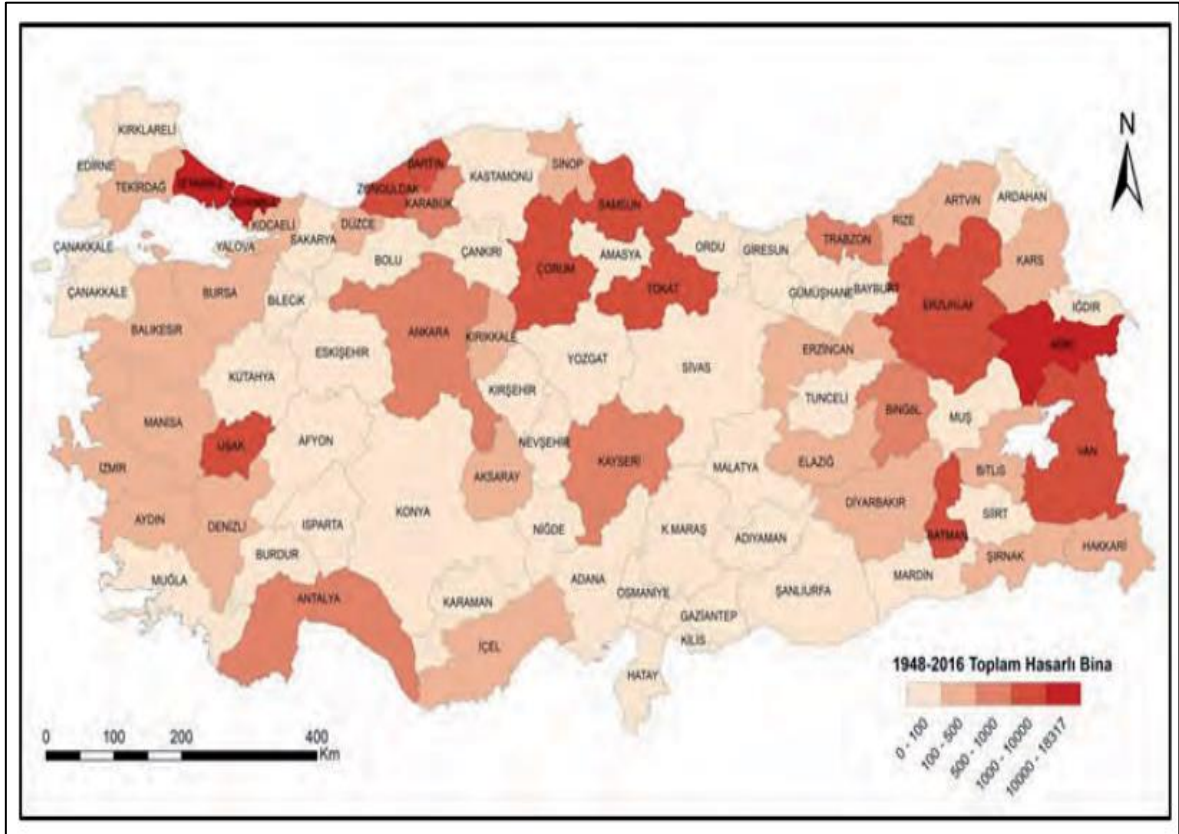 N
KIRKLARELİ
EDİRNE
TEKİRDAĞ
İSTANBUL
KOCAELİ
YALOVA
SAKARYA
DÜZCE
ZONGULDAK
BARTIN
KARABÜK
KASTAMONU
SİNOP
SAMSUN
ÇANAKKALE
ÇANAKKALE
BURSA
BİLECİK
BOLU
ÇANKIRI
ÇORUM
AMASYA
TOKAT
ORDU
GİRESUN
TRABZON
RİZE
ARTVİN
ARDAHAN
KARS
GÜMÜŞHANE
BAYBURT
ERZURUM
IĞDIR
AĞRI
BALIKESİR
KÜTAHYA
ESKİŞEHİR
ANKARA
KIRIKKALE
KIRŞEHİR
YOZGAT
SİVAS
ERZİNCAN
TUNCELİ
BİNGÖL
MUŞ
VAN
MANİSA
UŞAK
AFYON
İZMİR
AKSARAY
NEVŞEHİR
KAYSERİ
MALATYA
ELAZIĞ
BİTLİS
DİYARBAKIR
BATMAN
SİİRT
ŞIRNAK
HAKKARİ
AYDIN
DENİZLİ
ISPARTA
KONYA
NİĞDE
K.MARAŞ
ADIYAMAN
MARDİN
MUĞLA
BURDUR
ANTALYA
KARAMAN
ADANA
OSMANİYE
GAZİANTEP
ŞANLIURFA
İÇEL
KİLİS
HATAY
1948-2016 Toplam Hasarlı Bina
0 - 100
100 - 500
500 - 1000
1000 - 10000
10000 - 18317
0 100 200 400
Km